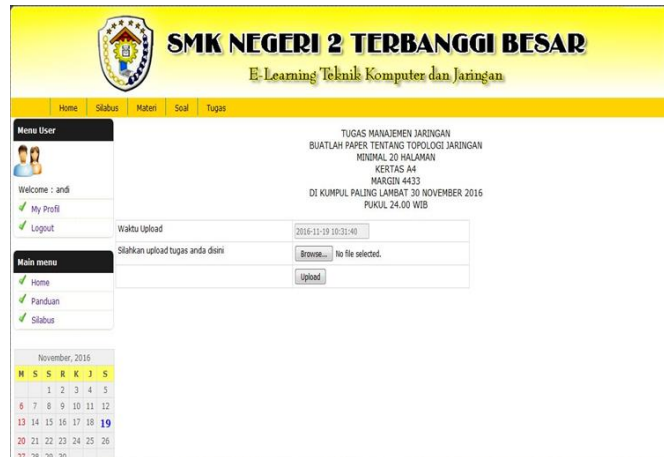 SMK NEGERI 2 TERBANGGI BESAR
E-Learning Teknik Komputer dan Jaringan
Home Silabus Materi Soal Tugas
Menu User
Welcome : andi
My Profil
Logout
Main menu
Home
Panduan
Silabus
November, 2016
M S S R K J S
1 2 3 4 5
6 7 8 9 10 11 12
13 14 15 16 17 18 19
20 21 22 23 24 25 26
27 28 29 30
TUGAS MANAJEMEN JARINGAN
BUATLAH PAPER TENTANG TOPOLOGI JARINGAN
MINIMAL 20 HALAMAN
KERTAS A4
MARGIN 4433
DI KUMPUL PALING LAMBAT 30 NOVEMBER 2016
PUKUL 24.00 WIB
Waktu Upload 2016-11-19 10:31:40
Silahkan upload tugas anda disini Browse... No file selected.
Upload